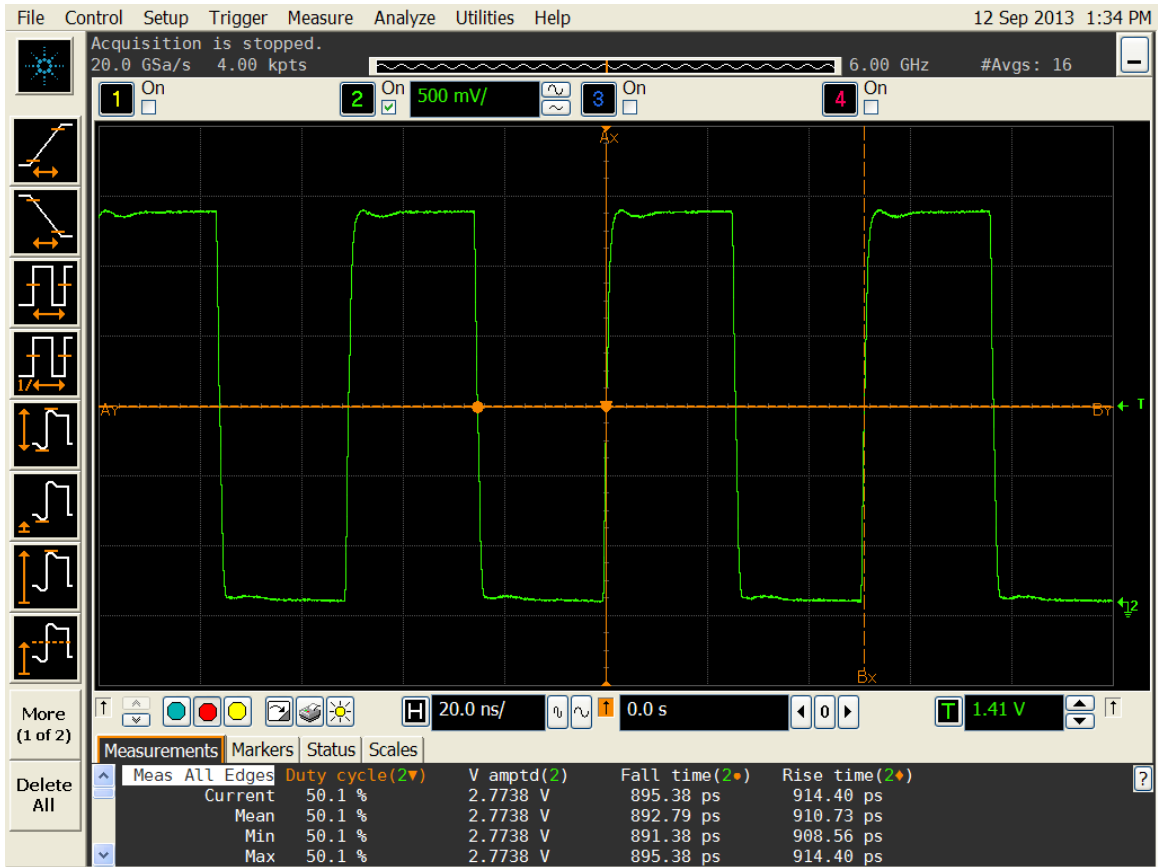 File Control Setup Trigger Measure Analyze Utilities Help 12 Sep 2013 1:34 PM
Acquisition is stopped.
20.0 GSa/s 4.00 kpts 6.00 GHz #Avgs: 16
1 On 2 On 500 mV/ 3 On 4 On
Ax
AY BY T
1/
2
Bx
More
(1 of 2)
Delete
All
H 20.0 ns/ 0.0 s 0 T 1.41 V
Measurements Markers Status Scales
Meas All Edges Duty cycle(2▼) V amptd(2) Fall time(2●) Rise time(2♦) ?
Current 50.1 % 2.7738 V 895.38 ps 914.40 ps
Mean 50.1 % 2.7738 V 892.79 ps 910.73 ps
Min 50.1 % 2.7738 V 891.38 ps 908.56 ps
Max 50.1 % 2.7738 V 895.38 ps 914.40 ps